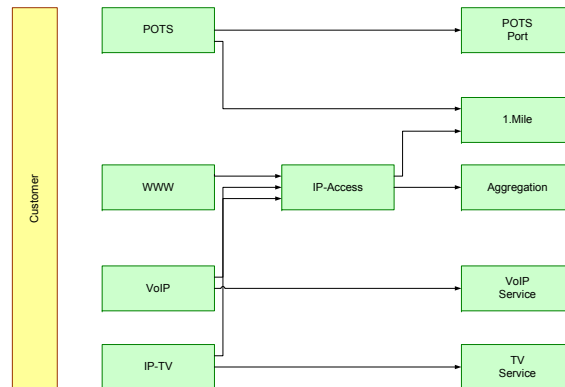 POTS
POTS
Port
1.Mile
Customer
WWW
IP-Access
Aggregation
VoIP
VoIP
Service
IP-TV
TV
Service